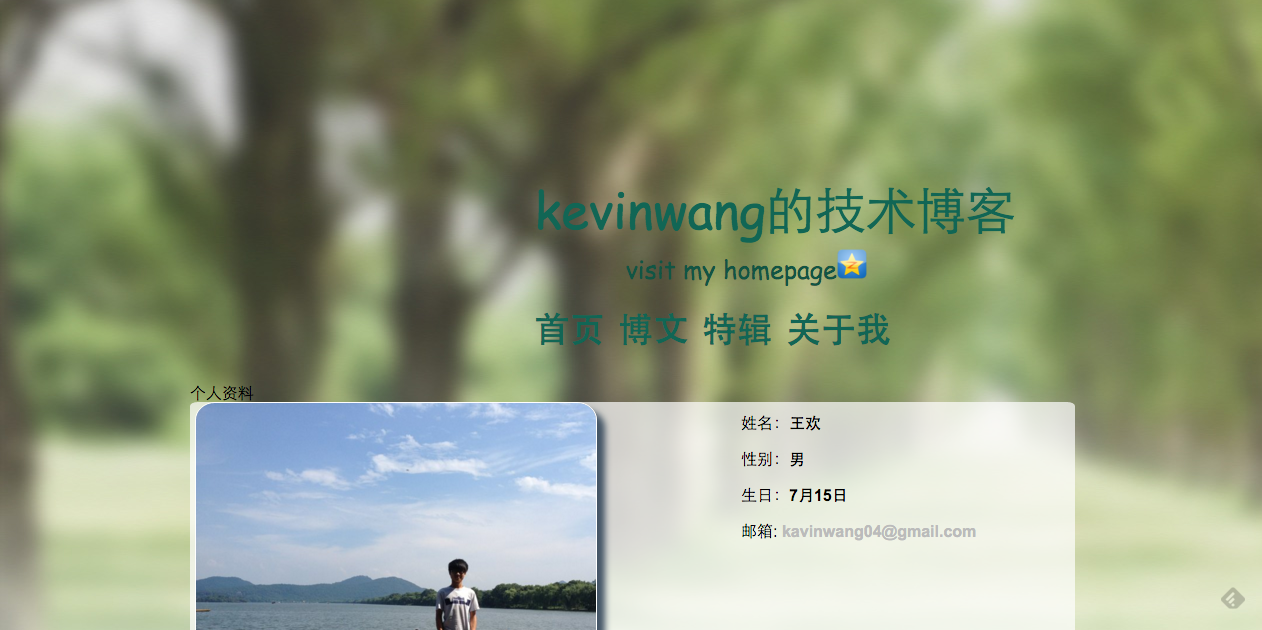 kevinwang的技术博客
visit my homepage
首页 博文 特辑 关于我
个人资料
姓名：王欢
性别：男
生日：7月15日
邮箱: kavinwang04@gmail.com